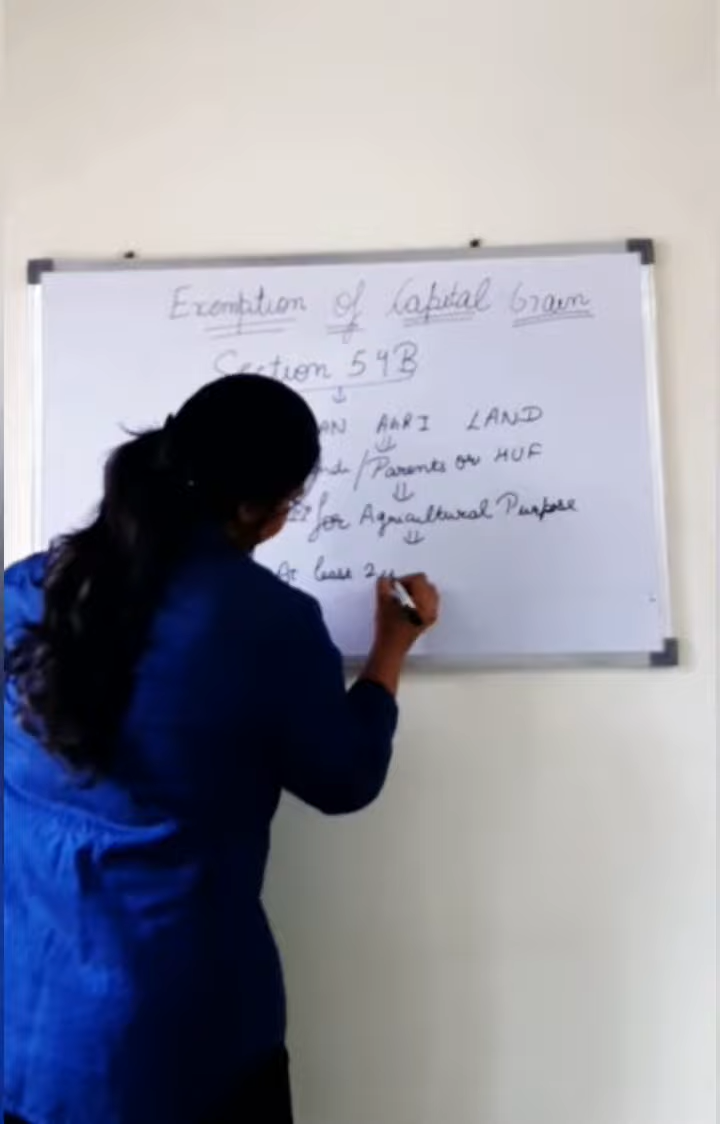 Exemption of Capital Gain
Section 54B
AGRI LAND
/Parents or HUF
for Agricultural Purpose
At least 2